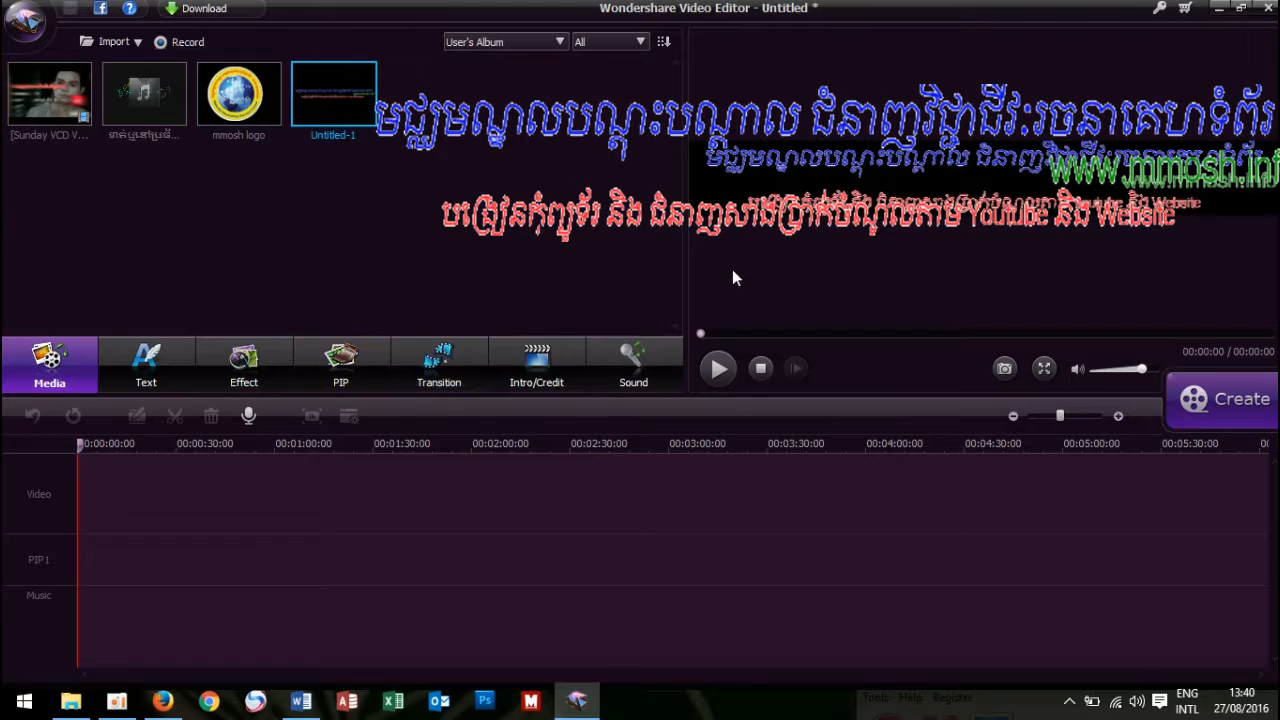 Wondershare Video Editor - Untitled *
Download
Import
Record
User's Album
All
[Sunday VCD V...
mmosh logo
Untitled-1
មជ្ឈមណ្ឌលបណ្តុះបណ្តាល ជំនាញវិជ្ជាជីវៈរចនាគេហទំព័រ
www.mmosh.inf
បង្រៀនកុំព្យូទ័រ និង ជំនាញសាងប្រាក់ចំណូលតាម Youtube និង Website
Media
Text
Effect
PIP
Transition
Intro/Credit
Sound
00:00:00 / 00:00:00
Create
00:00:00:00
00:00:30:00
00:01:00:00
00:01:30:00
00:02:00:00
00:02:30:00
00:03:00:00
00:03:30:00
00:04:00:00
00:04:30:00
00:05:00:00
00:05:30:00
Video
PIP1
Music
Tools Help Register
ENG
INTL
13:40
27/08/2016